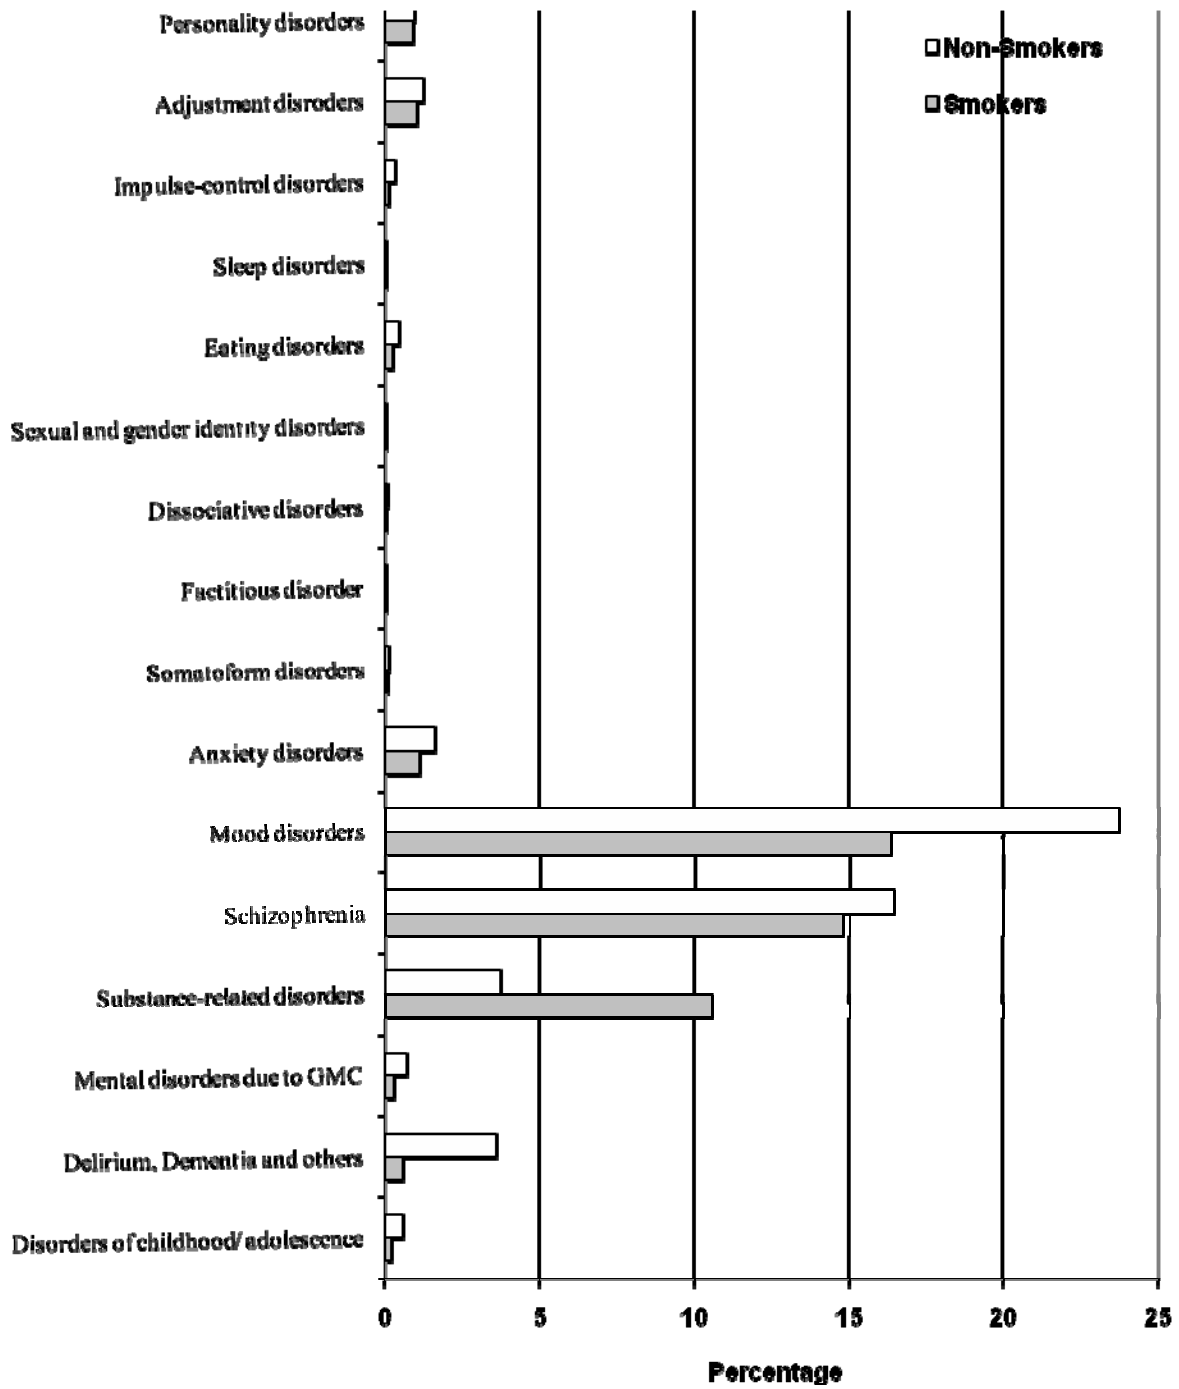 Personality disorders
Non-Smokers
Adjustment disroders
Smokers
Impulse-control disorders
Sleep disorders
Eating disorders
Sexual and gender identity disorders
Dissociative disorders
Factitious disorder
Somatoform disorders
Anxiety disorders
Mood disorders
Schizophrenia
Substance-related disorders
Mental disorders due to GMC
Delirium, Dementia and others
Disorders of childhood/ adolescence
0 5 10 15 20 25
Percentage